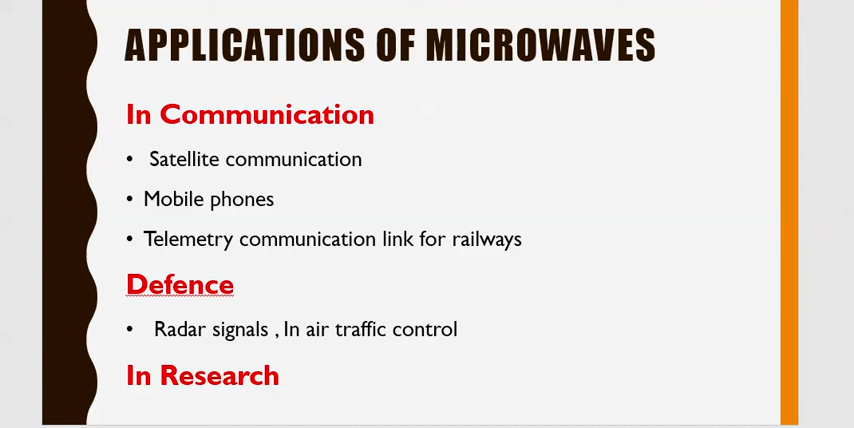 APPLICATIONS OF MICROWAVES
In Communication
• Satellite communication
• Mobile phones
• Telemetry communication link for railways
Defence
• Radar signals , In air traffic control
In Research